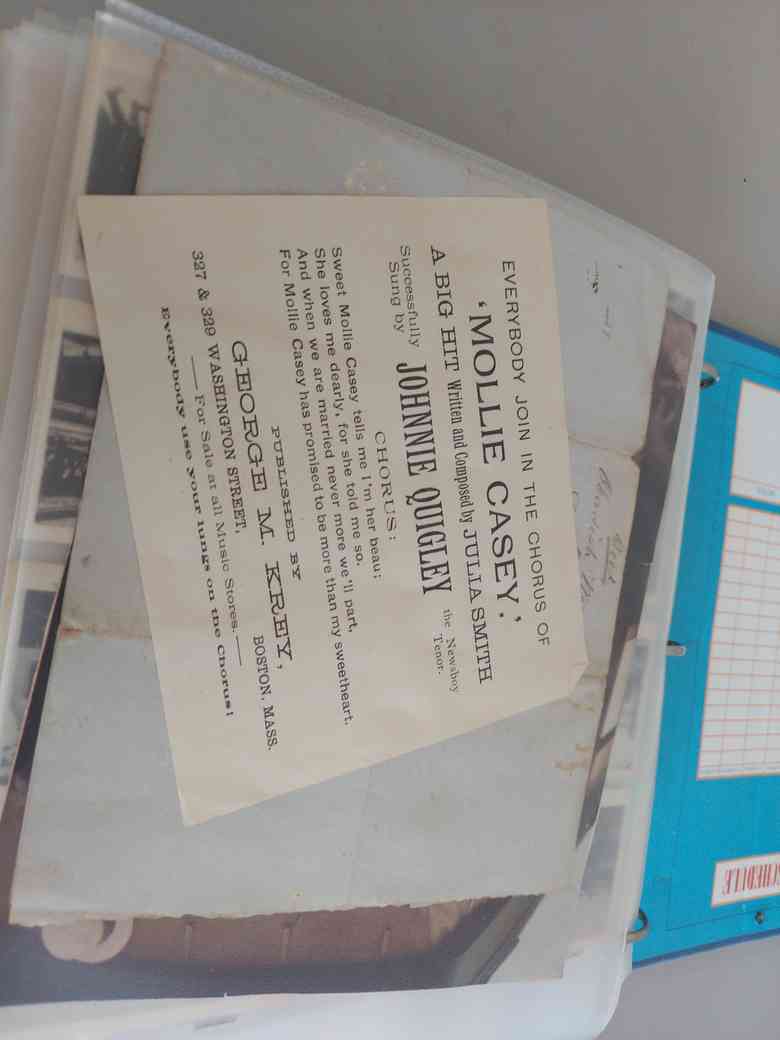 EVERYBODY JOIN IN THE CHORUS OF
'MOLLIE CASEY.'
A BIG HIT Written and Composed by JULIA SMITH
Successfully Sung by JOHNNIE QUIGLEY the Newsboy Tenor.
CHORUS:
Sweet Mollie Casey tells me I'm her beau;
She loves me dearly, for she told me so,
And when we are married never more we'll part,
For Mollie Casey has promised to be more than my sweetheart.
PUBLISHED BY
GEORGE M. KREY,
327 & 329 WASHINGTON STREET, BOSTON, MASS.
For Sale at all Music Stores.
Everybody use your lungs on the Chorus!
SCHEDULE